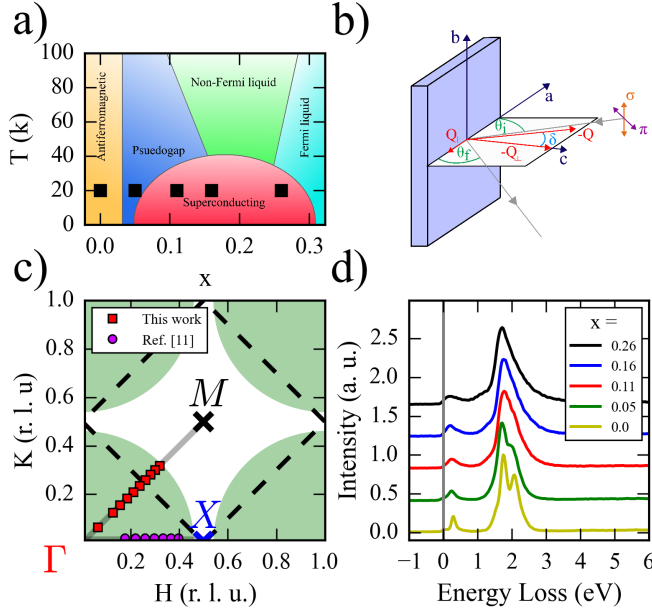 a)
100
80
60
40
20
0
T (k)
0.0
0.1
0.2
0.3
x
Antiferromagnetic
Psuedogap
Non-Fermi liquid
Fermi liquid
Superconducting
b)
b
a
c
Q∥
θi
θf
-Q
-Q⊥
δ
σ
π
c)
1.0
0.8
0.6
0.4
0.2
K (r. l. u)
0.2
0.4
0.6
0.8
1.0
H (r. l. u)
This work
Ref. [11]
M
X
Γ
d)
2.5
2.0
1.5
1.0
0.5
0.0
Intensity (a. u.)
−1
0
1
2
3
4
5
6
Energy Loss (eV)
x =
0.26
0.16
0.11
0.05
0.0